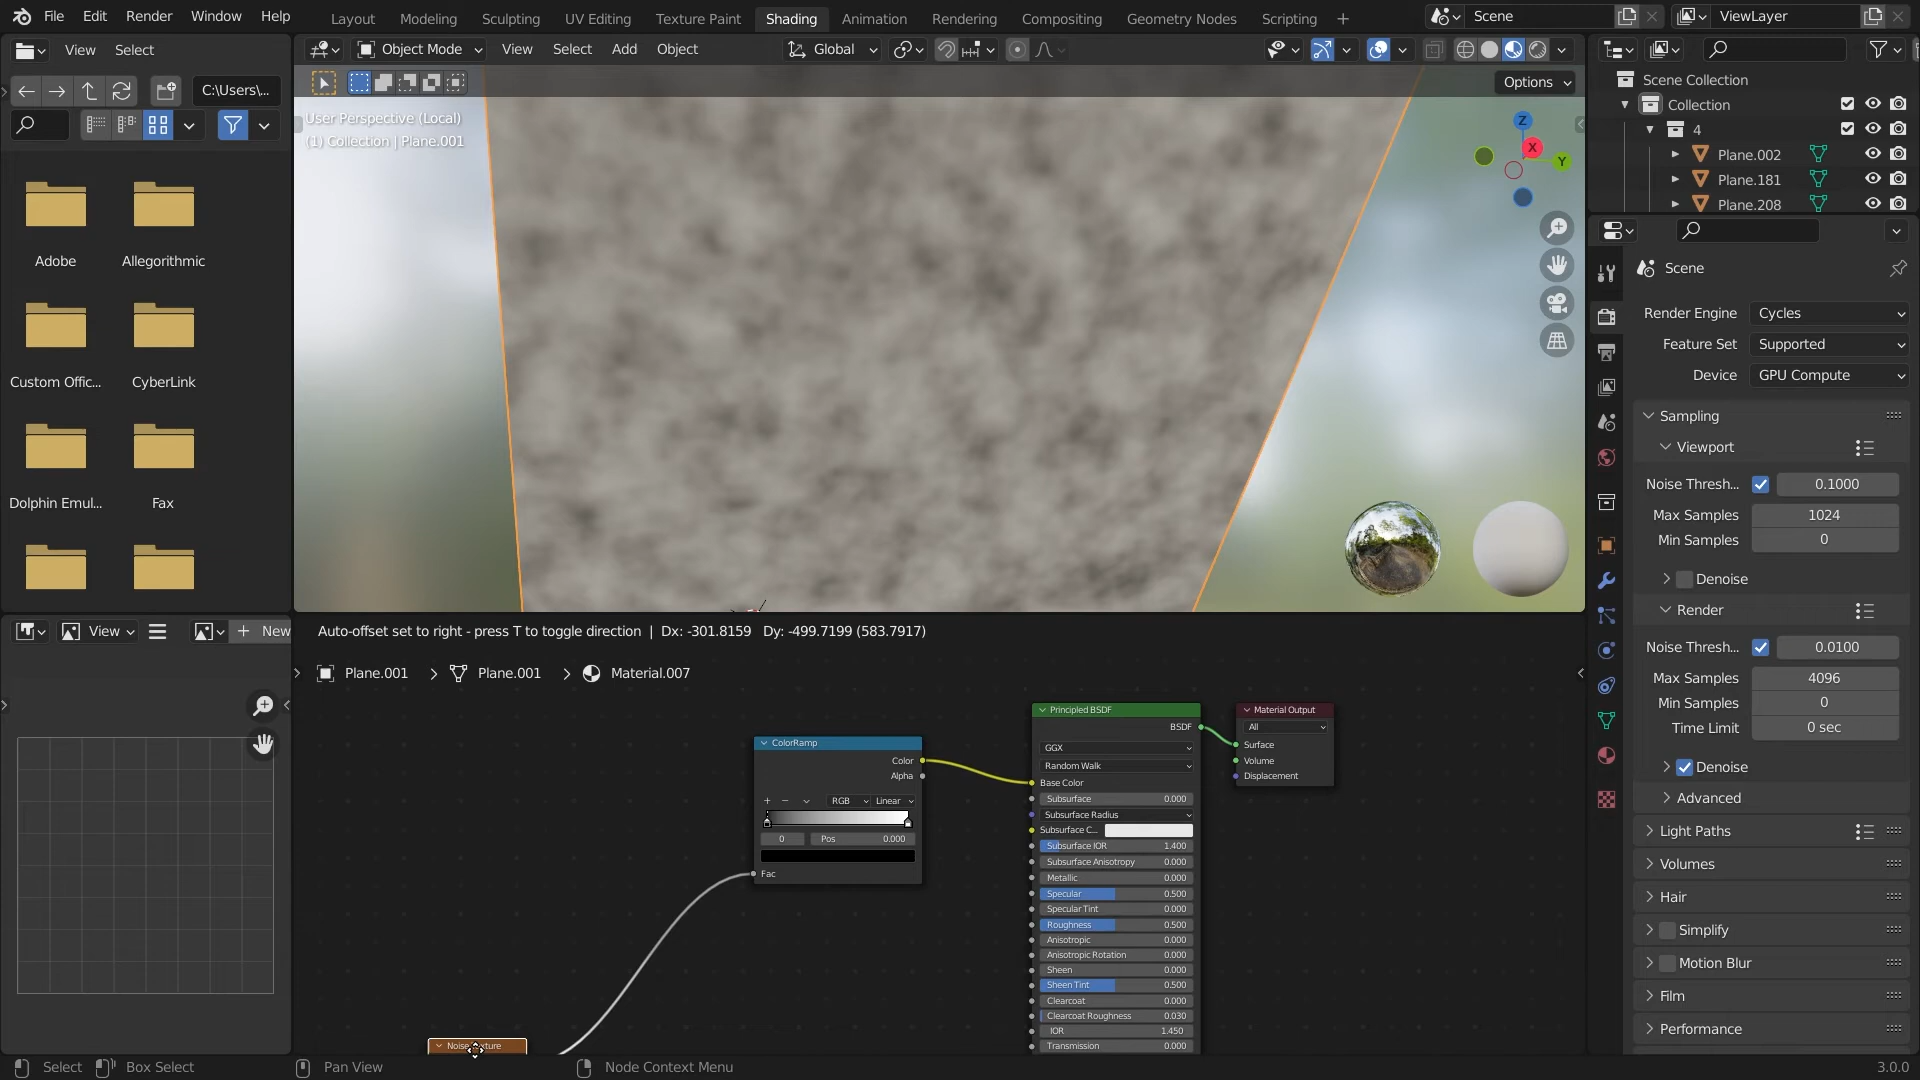 File Edit Render Window Help Layout Modeling Sculpting UV Editing Texture Paint Shading Animation Rendering Compositing Geometry Nodes Scripting Scene ViewLayer
View Select
C:\Users\...
Adobe Allegorithmic
Custom Offic... CyberLink
Dolphin Emul... Fax
Object Mode View Select Add Object Global
Options
User Perspective (Local)
(1) Collection | Plane.001
Z
X
Y
View New
Auto-offset set to right - press T to toggle direction | Dx: -301.8159 Dy: -499.7199 (583.7917)
Plane.001 > Plane.001 > Material.007
ColorRamp
Color
Alpha
RGB Linear
0 Pos 0.000
Fac
Principled BSDF
BSDF
GGX
Random Walk
Base Color
Subsurface 0.000
Subsurface Radius
Subsurface C...
Subsurface IOR 1.400
Subsurface Anisotropy 0.000
Metallic 0.000
Specular 0.500
Specular Tint 0.000
Roughness 0.500
Anisotropic 0.000
Anisotropic Rotation 0.000
Sheen 0.000
Sheen Tint 0.500
Clearcoat 0.000
Clearcoat Roughness 0.030
IOR 1.450
Transmission 0.000
Material Output
All
Surface
Volume
Displacement
Scene Collection
Collection
4
Plane.002
Plane.181
Plane.208
Scene
Render Engine Cycles
Feature Set Supported
Device GPU Compute
Sampling
Viewport
Noise Thresh... 0.1000
Max Samples 1024
Min Samples 0
Denoise
Render
Noise Thresh... 0.0100
Max Samples 4096
Min Samples 0
Time Limit 0 sec
Denoise
Advanced
Light Paths
Volumes
Hair
Simplify
Motion Blur
Film
Performance
Select Box Select Pan View Node Context Menu 3.0.0